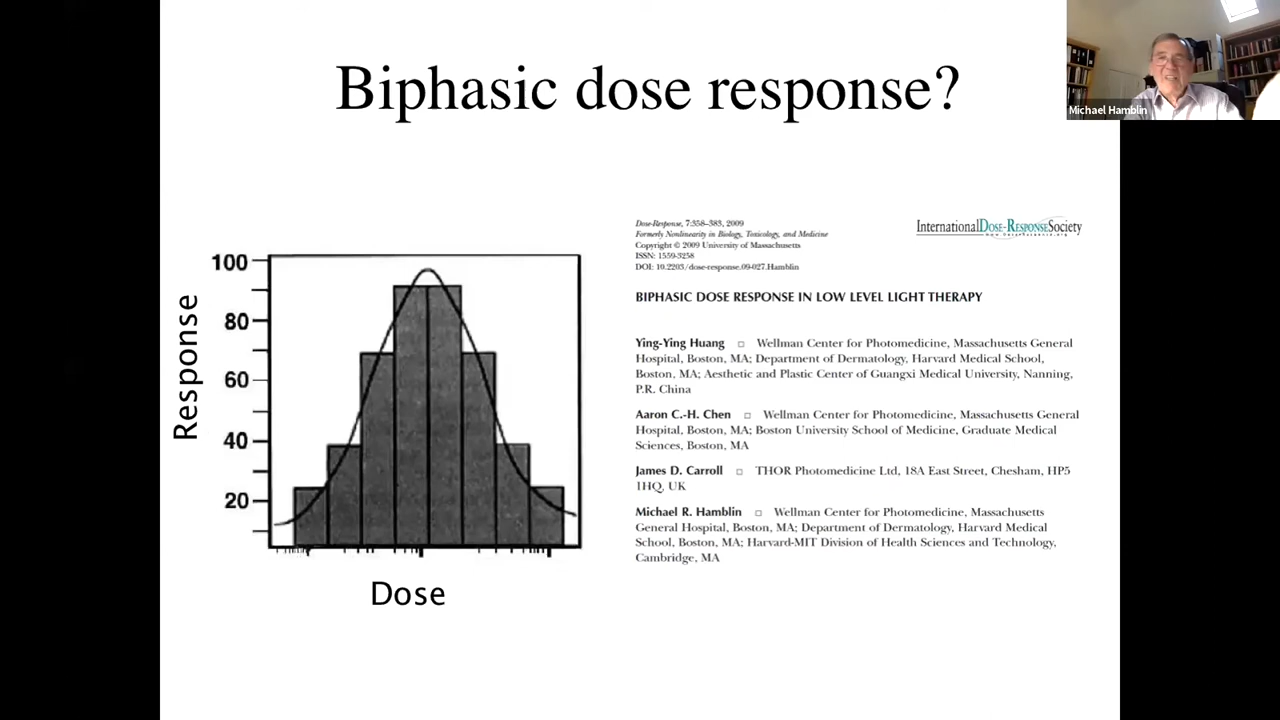 Biphasic dose response?
Michael Hamblin
Response
100
80
60
40
20
Dose
Dose-Response, 7:358–383, 2009
Formerly Nonlinearity in Biology, Toxicology, and Medicine
Copyright © 2009 University of Massachusetts
ISSN: 1559-3258
DOI: 10.2203/dose-response.09-027.Hamblin
InternationalDOSE-RESPONSESociety
BIPHASIC DOSE RESPONSE IN LOW LEVEL LIGHT THERAPY
Ying-Ying Huang □ Wellman Center for Photomedicine, Massachusetts General
Hospital, Boston, MA; Department of Dermatology, Harvard Medical School,
Boston, MA; Aesthetic and Plastic Center of Guangxi Medical University, Nanning,
P.R. China
Aaron C.-H. Chen □ Wellman Center for Photomedicine, Massachusetts General
Hospital, Boston, MA; Boston University School of Medicine, Graduate Medical
Sciences, Boston, MA
James D. Carroll □ THOR Photomedicine Ltd, 18A East Street, Chesham, HP5
1HQ, UK
Michael R. Hamblin □ Wellman Center for Photomedicine, Massachusetts
General Hospital, Boston, MA; Department of Dermatology, Harvard Medical
School, Boston, MA; Harvard-MIT Division of Health Sciences and Technology,
Cambridge, MA